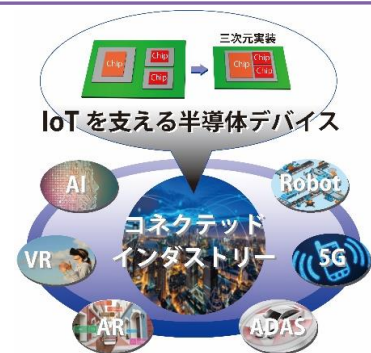 三次元実装
Chip
Chip
Chip
Chip
Chip
Chip
IoTを支える半導体デバイス
AI
Robot
コネクテッド
インダストリー
VR
5G
AR
ADAS